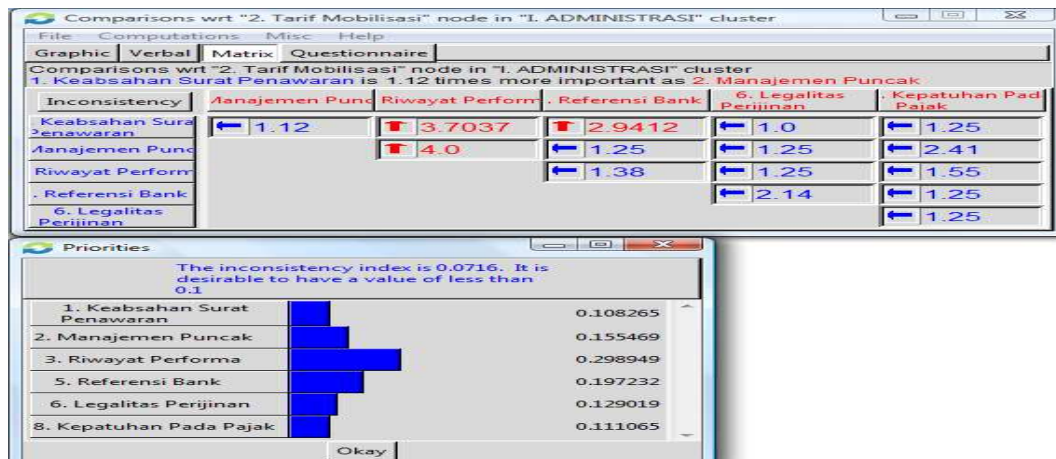 Comparisons wrt "2. Tarif Mobilisasi" node in "I. ADMINISTRASI" cluster
File Computations Misc Help
Graphic Verbal Matrix Questionnaire
Comparisons wrt "2. Tarif Mobilisasi" node in "I. ADMINISTRASI" cluster
1. Keabsahan Surat Penawaran is 1.12 times more important as 2. Manajemen Puncak
Inconsistency Manajemen Punc Riwayat Perform . Referensi Bank 6. Legalitas Perijinan . Kepatuhan Pad Pajak
Keabsahan Sura Penawaran 1.12 3.7037 2.9412 1.0 1.25
Manajemen Punc 4.0 1.25 1.25 2.41
Riwayat Perform 1.38 1.25 1.55
. Referensi Bank 2.14 1.25
6. Legalitas Perijinan 1.25
Priorities
The inconsistency index is 0.0716. It is
desirable to have a value of less than
0.1
1. Keabsahan Surat Penawaran 0.108265
2. Manajemen Puncak 0.155469
3. Riwayat Performa 0.298949
5. Referensi Bank 0.197232
6. Legalitas Perijinan 0.129019
8. Kepatuhan Pada Pajak 0.111065
Okay